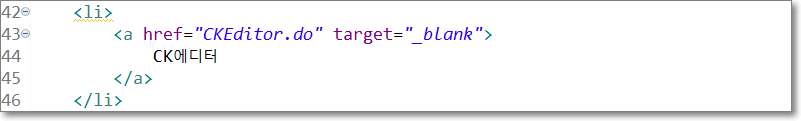 42 <li>
43 <a href="CKEditor.do" target="_blank">
44 CK에디터
45 </a>
46 </li>